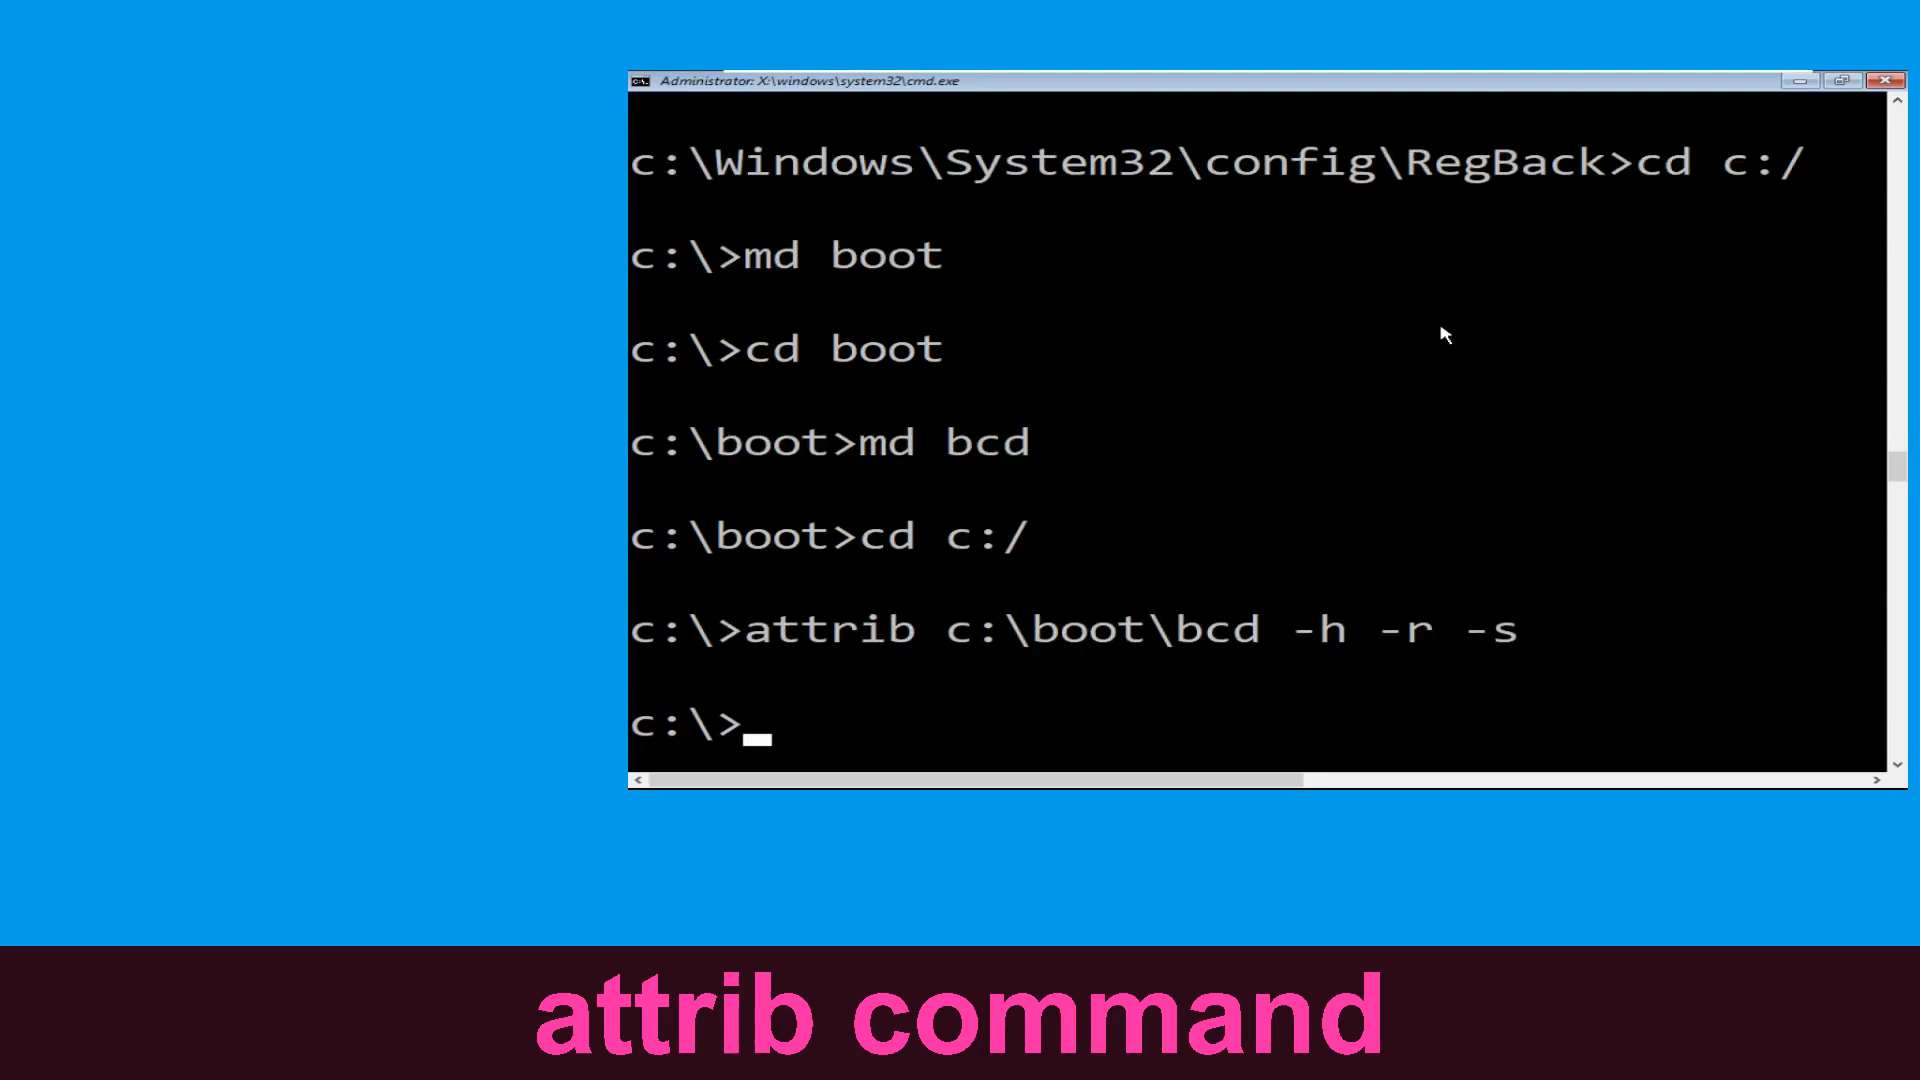 Administrator: X:\windows\system32\cmd.exe
c:\Windows\System32\config\RegBack>cd c:/
c:\>md boot
c:\>cd boot
c:\boot>md bcd
c:\boot>cd c:/
c:\>attrib c:\boot\bcd -h -r -s
c:\>
attrib command